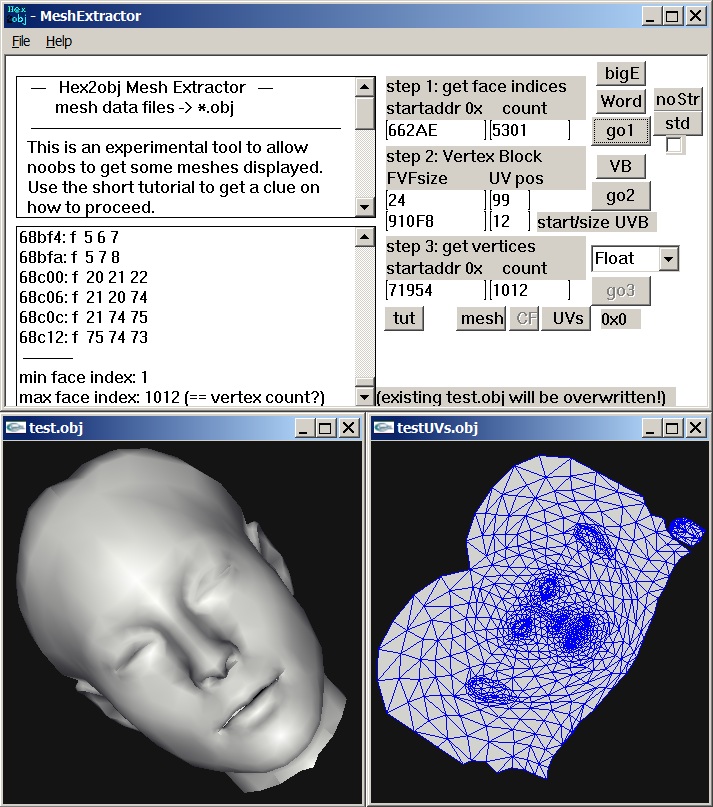 Hex
obj - MeshExtractor
File Help
— Hex2obj Mesh Extractor —
mesh data files -> *.obj
This is an experimental tool to allow
noobs to get some meshes displayed.
Use the short tutorial to get a clue on
how to proceed.
68bf4: f 5 6 7
68bfa: f 5 7 8
68c00: f 20 21 22
68c06: f 21 20 74
68c0c: f 21 74 75
68c12: f 75 74 73
min face index: 1
max face index: 1012 (== vertex count?)
step 1: get face indices
startaddr 0x count
662AE 5301
bigE
Word
go1
noStr
std
step 2: Vertex Block
FVFsize UV pos
24 99
910F8 12 start/size UVB
VB
go2
step 3: get vertices
startaddr 0x count
71954 1012
Float
go3
tut mesh CF UVs 0x0
(existing test.obj will be overwritten!)
test.obj
testUVs.obj